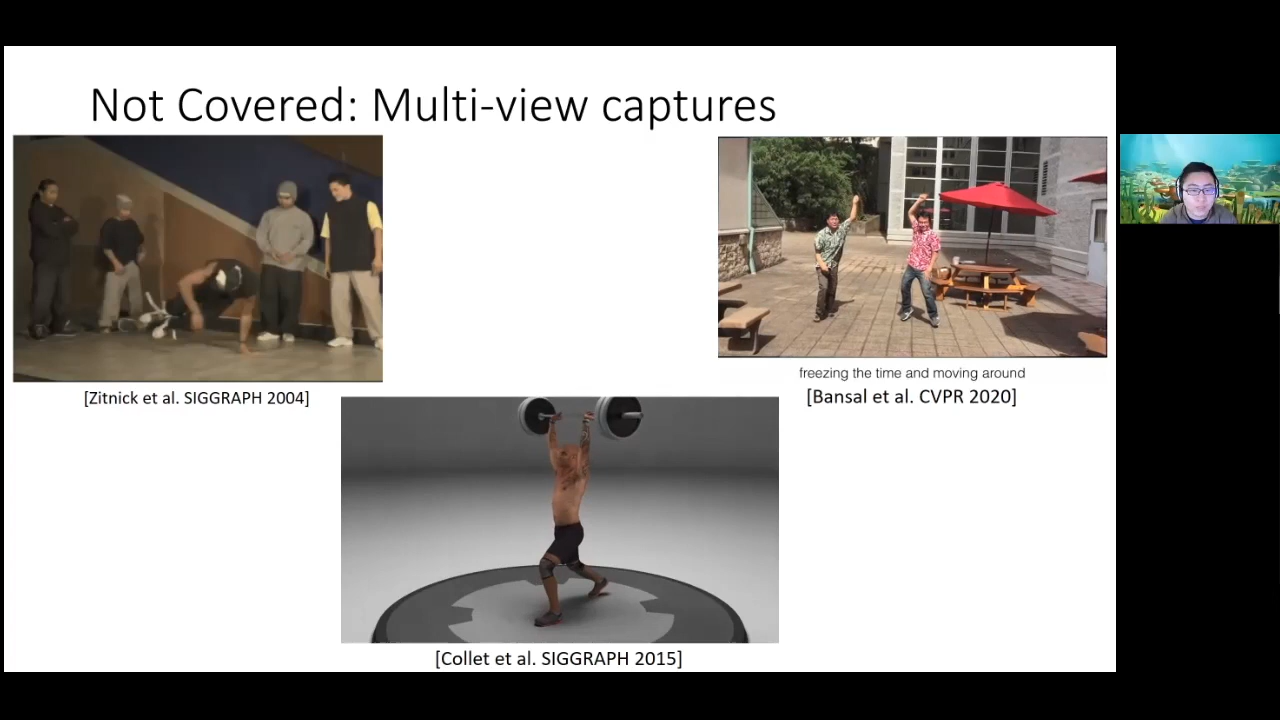 Not Covered: Multi-view captures
[Zitnick et al. SIGGRAPH 2004]
freezing the time and moving around
[Bansal et al. CVPR 2020]
[Collet et al. SIGGRAPH 2015]